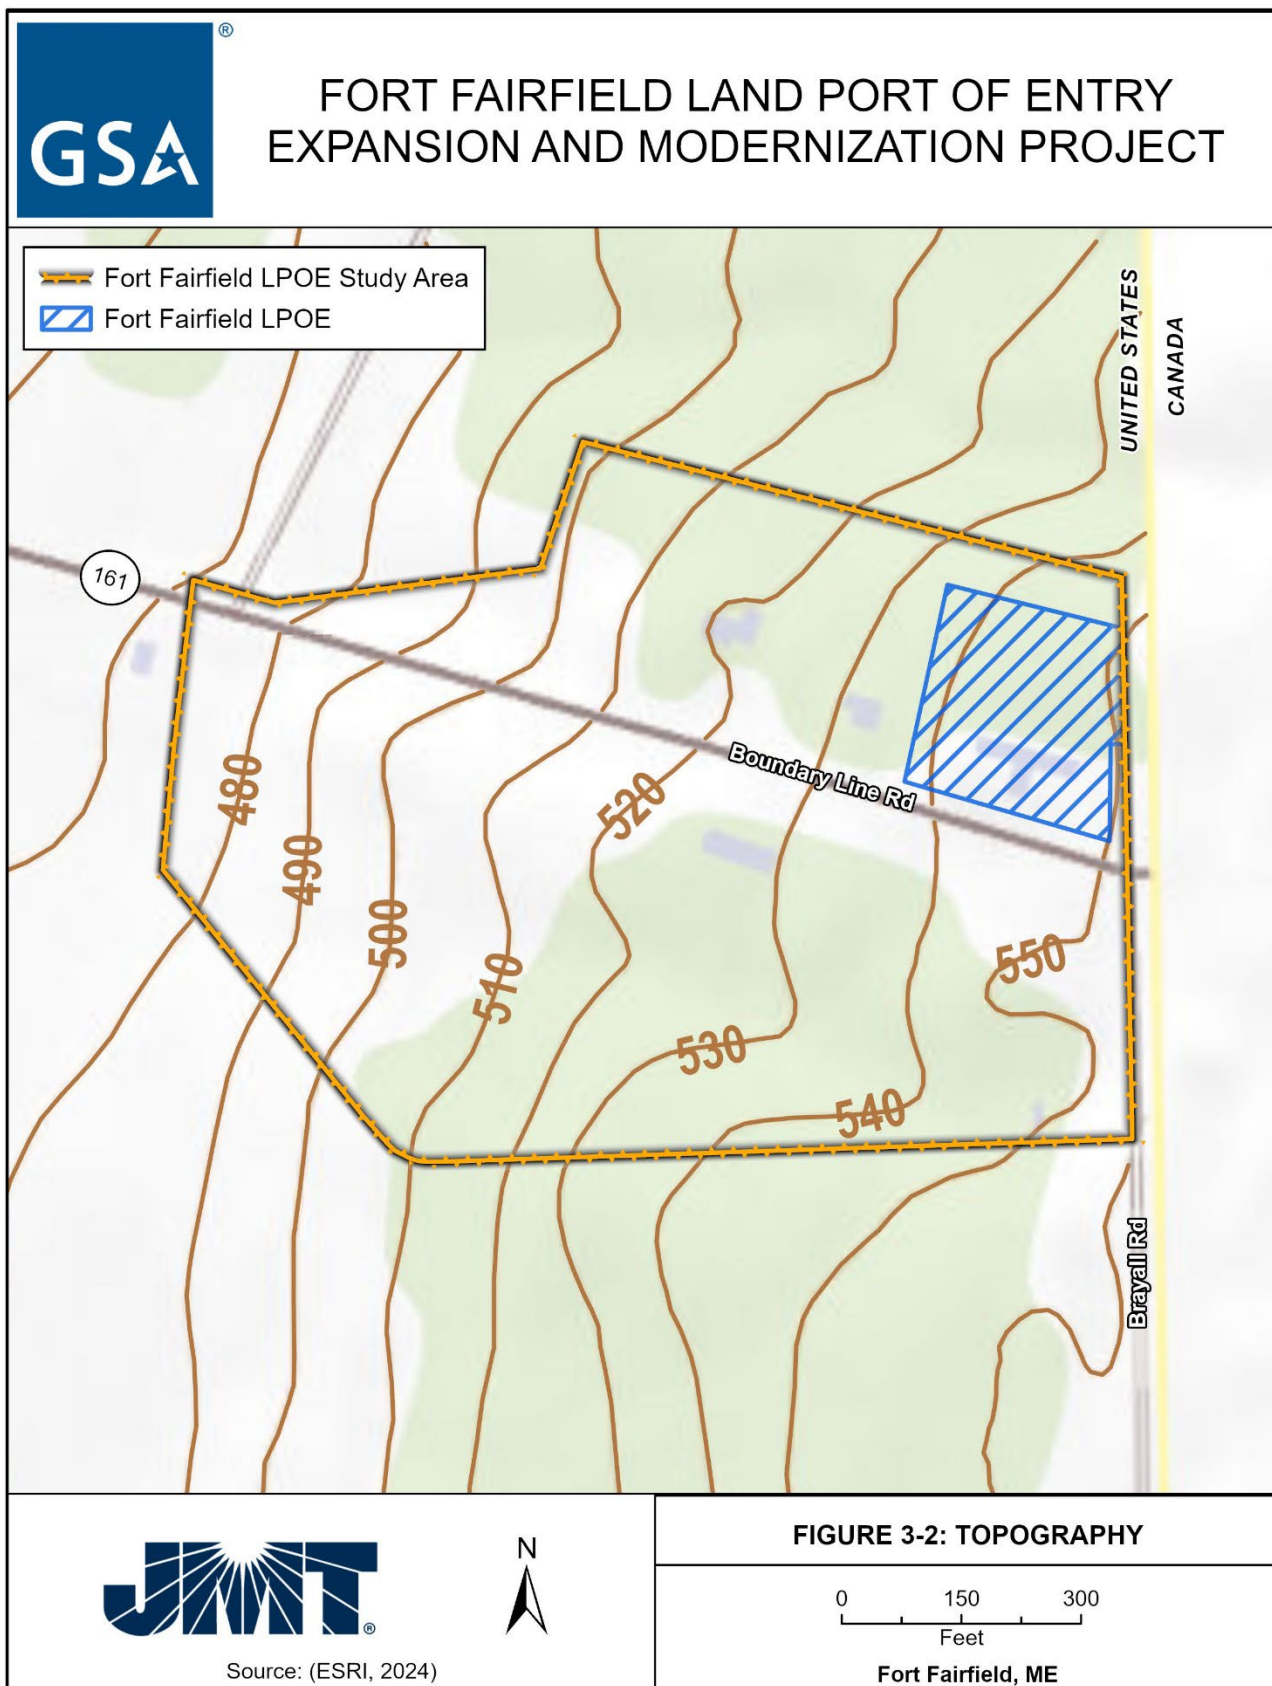 GSA
®
FORT FAIRFIELD LAND PORT OF ENTRY
EXPANSION AND MODERNIZATION PROJECT
Fort Fairfield LPOE Study Area
Fort Fairfield LPOE
UNITED STATES
CANADA
161
Boundary Line Rd
480
490
500
510
520
530
540
550
Brayall Rd
JMT
®
Source: (ESRI, 2024)
N
FIGURE 3-2: TOPOGRAPHY
0 150 300
Feet
Fort Fairfield, ME